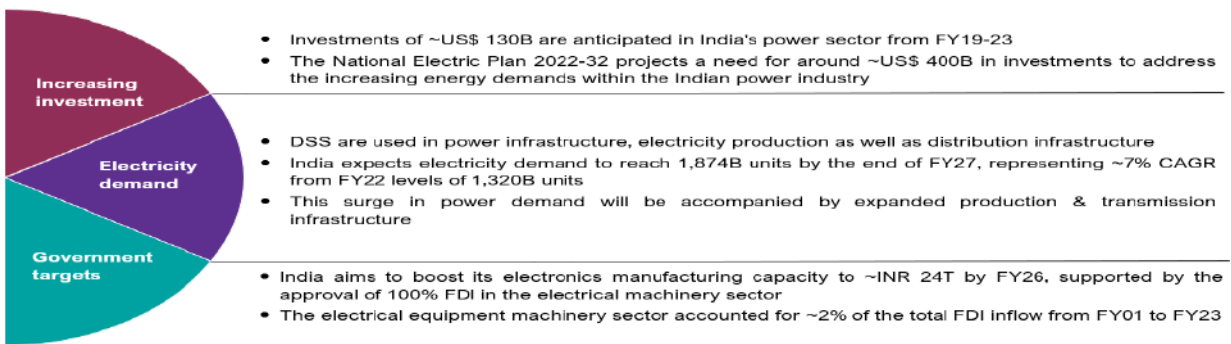 Increasing
investment
• Investments of ~US$ 130B are anticipated in India's power sector from FY19-23
• The National Electric Plan 2022-32 projects a need for around ~US$ 400B in investments to address
the increasing energy demands within the Indian power industry
Electricity
demand
• DSS are used in power infrastructure, electricity production as well as distribution infrastructure
• India expects electricity demand to reach 1,874B units by the end of FY27, representing ~7% CAGR
from FY22 levels of 1,320B units
• This surge in power demand will be accompanied by expanded production & transmission
infrastructure
Government
targets
• India aims to boost its electronics manufacturing capacity to ~INR 24T by FY26, supported by the
approval of 100% FDI in the electrical machinery sector
• The electrical equipment machinery sector accounted for ~2% of the total FDI inflow from FY01 to FY23